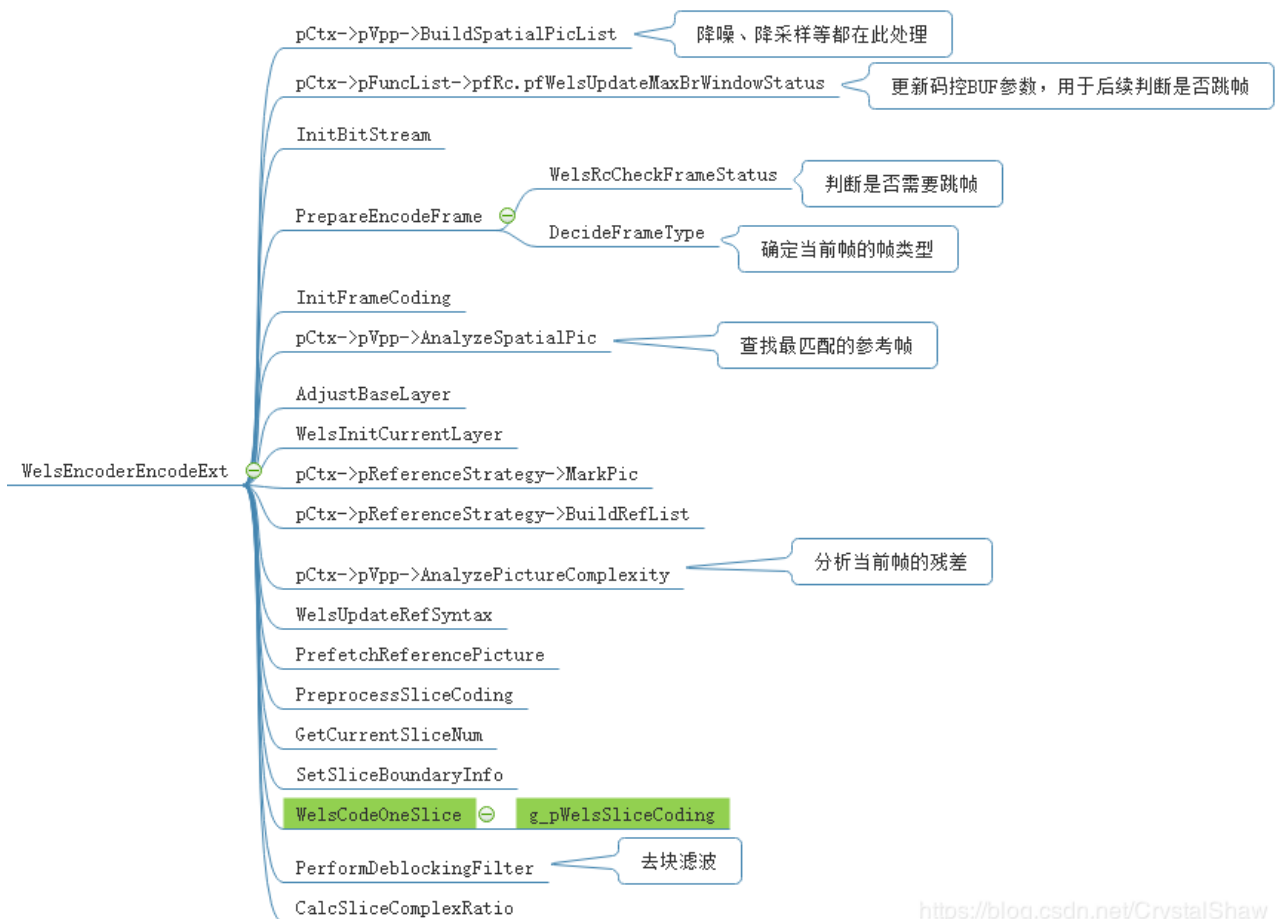 pCtx->pVpp->BuildSpatialPicList
降噪、降采样等都在此处理
pCtx->pFuncList->pfRc.pfWelsUpdateMaxBrWindowStatus
更新码控BUF参数，用于后续判断是否跳帧
InitBitStream
WelsRcCheckFrameStatus
判断是否需要跳帧
PrepareEncodeFrame
DecideFrameType
确定当前帧的帧类型
InitFrameCoding
pCtx->pVpp->AnalyzeSpatialPic
查找最匹配的参考帧
AdjustBaseLayer
WelsInitCurrentLayer
WelsEncoderEncodeExt
pCtx->pReferenceStrategy->MarkPic
pCtx->pReferenceStrategy->BuildRefList
pCtx->pVpp->AnalyzePictureComplexity
分析当前帧的残差
WelsUpdateRefSyntax
PrefetchReferencePicture
PreprocessSliceCoding
GetCurrentSliceNum
SetSliceBoundaryInfo
WelsCodeOneSlice
g_pWelsSliceCoding
PerformDeblockingFilter
去块滤波
CalcSliceComplexRatio
https://blog.csdn.net/CrystalShaw